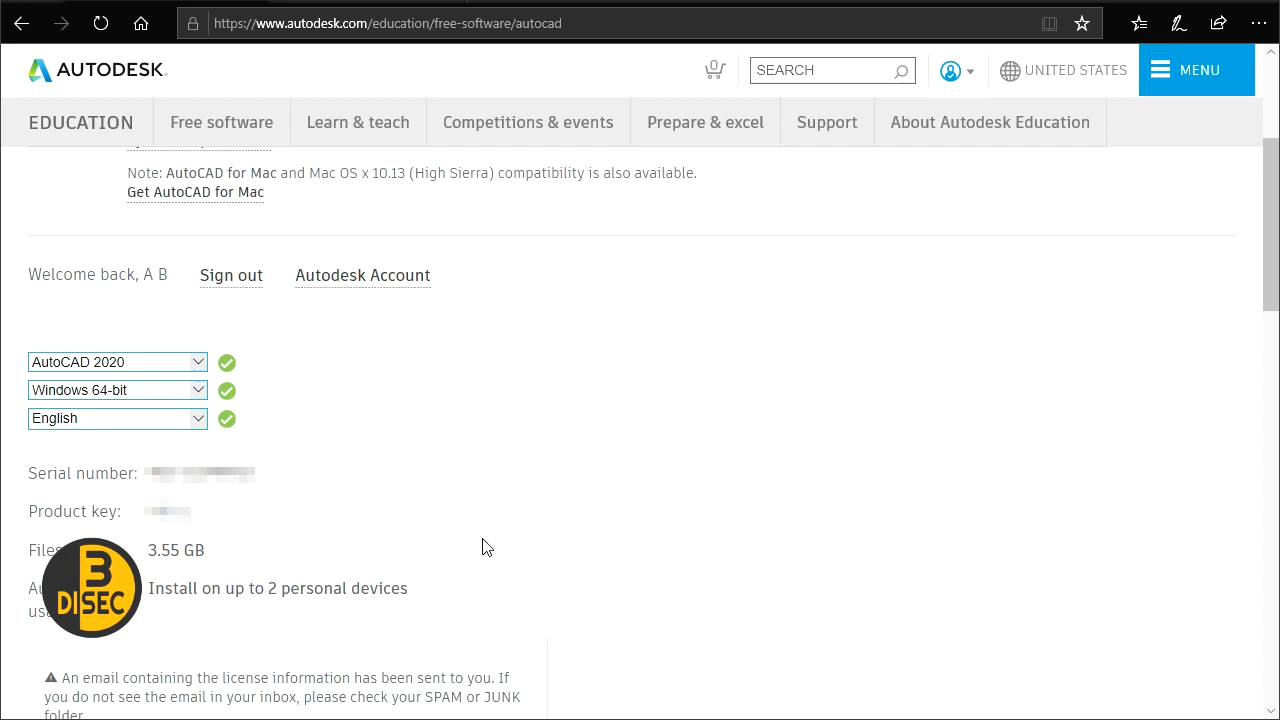 https://www.autodesk.com/education/free-software/autocad
AUTODESK
0
SEARCH
UNITED STATES
MENU
EDUCATION
Free software
Learn & teach
Competitions & events
Prepare & excel
Support
About Autodesk Education
Note: AutoCAD for Mac and Mac OS x 10.13 (High Sierra) compatibility is also available.
Get AutoCAD for Mac
Welcome back, A B
Sign out
Autodesk Account
AutoCAD 2020
Windows 64-bit
English
Serial number:
Product key:
3.55 GB
Install on up to 2 personal devices
3
DISEC
An email containing the license information has been sent to you. If
you do not see the email in your inbox, please check your SPAM or JUNK
folder